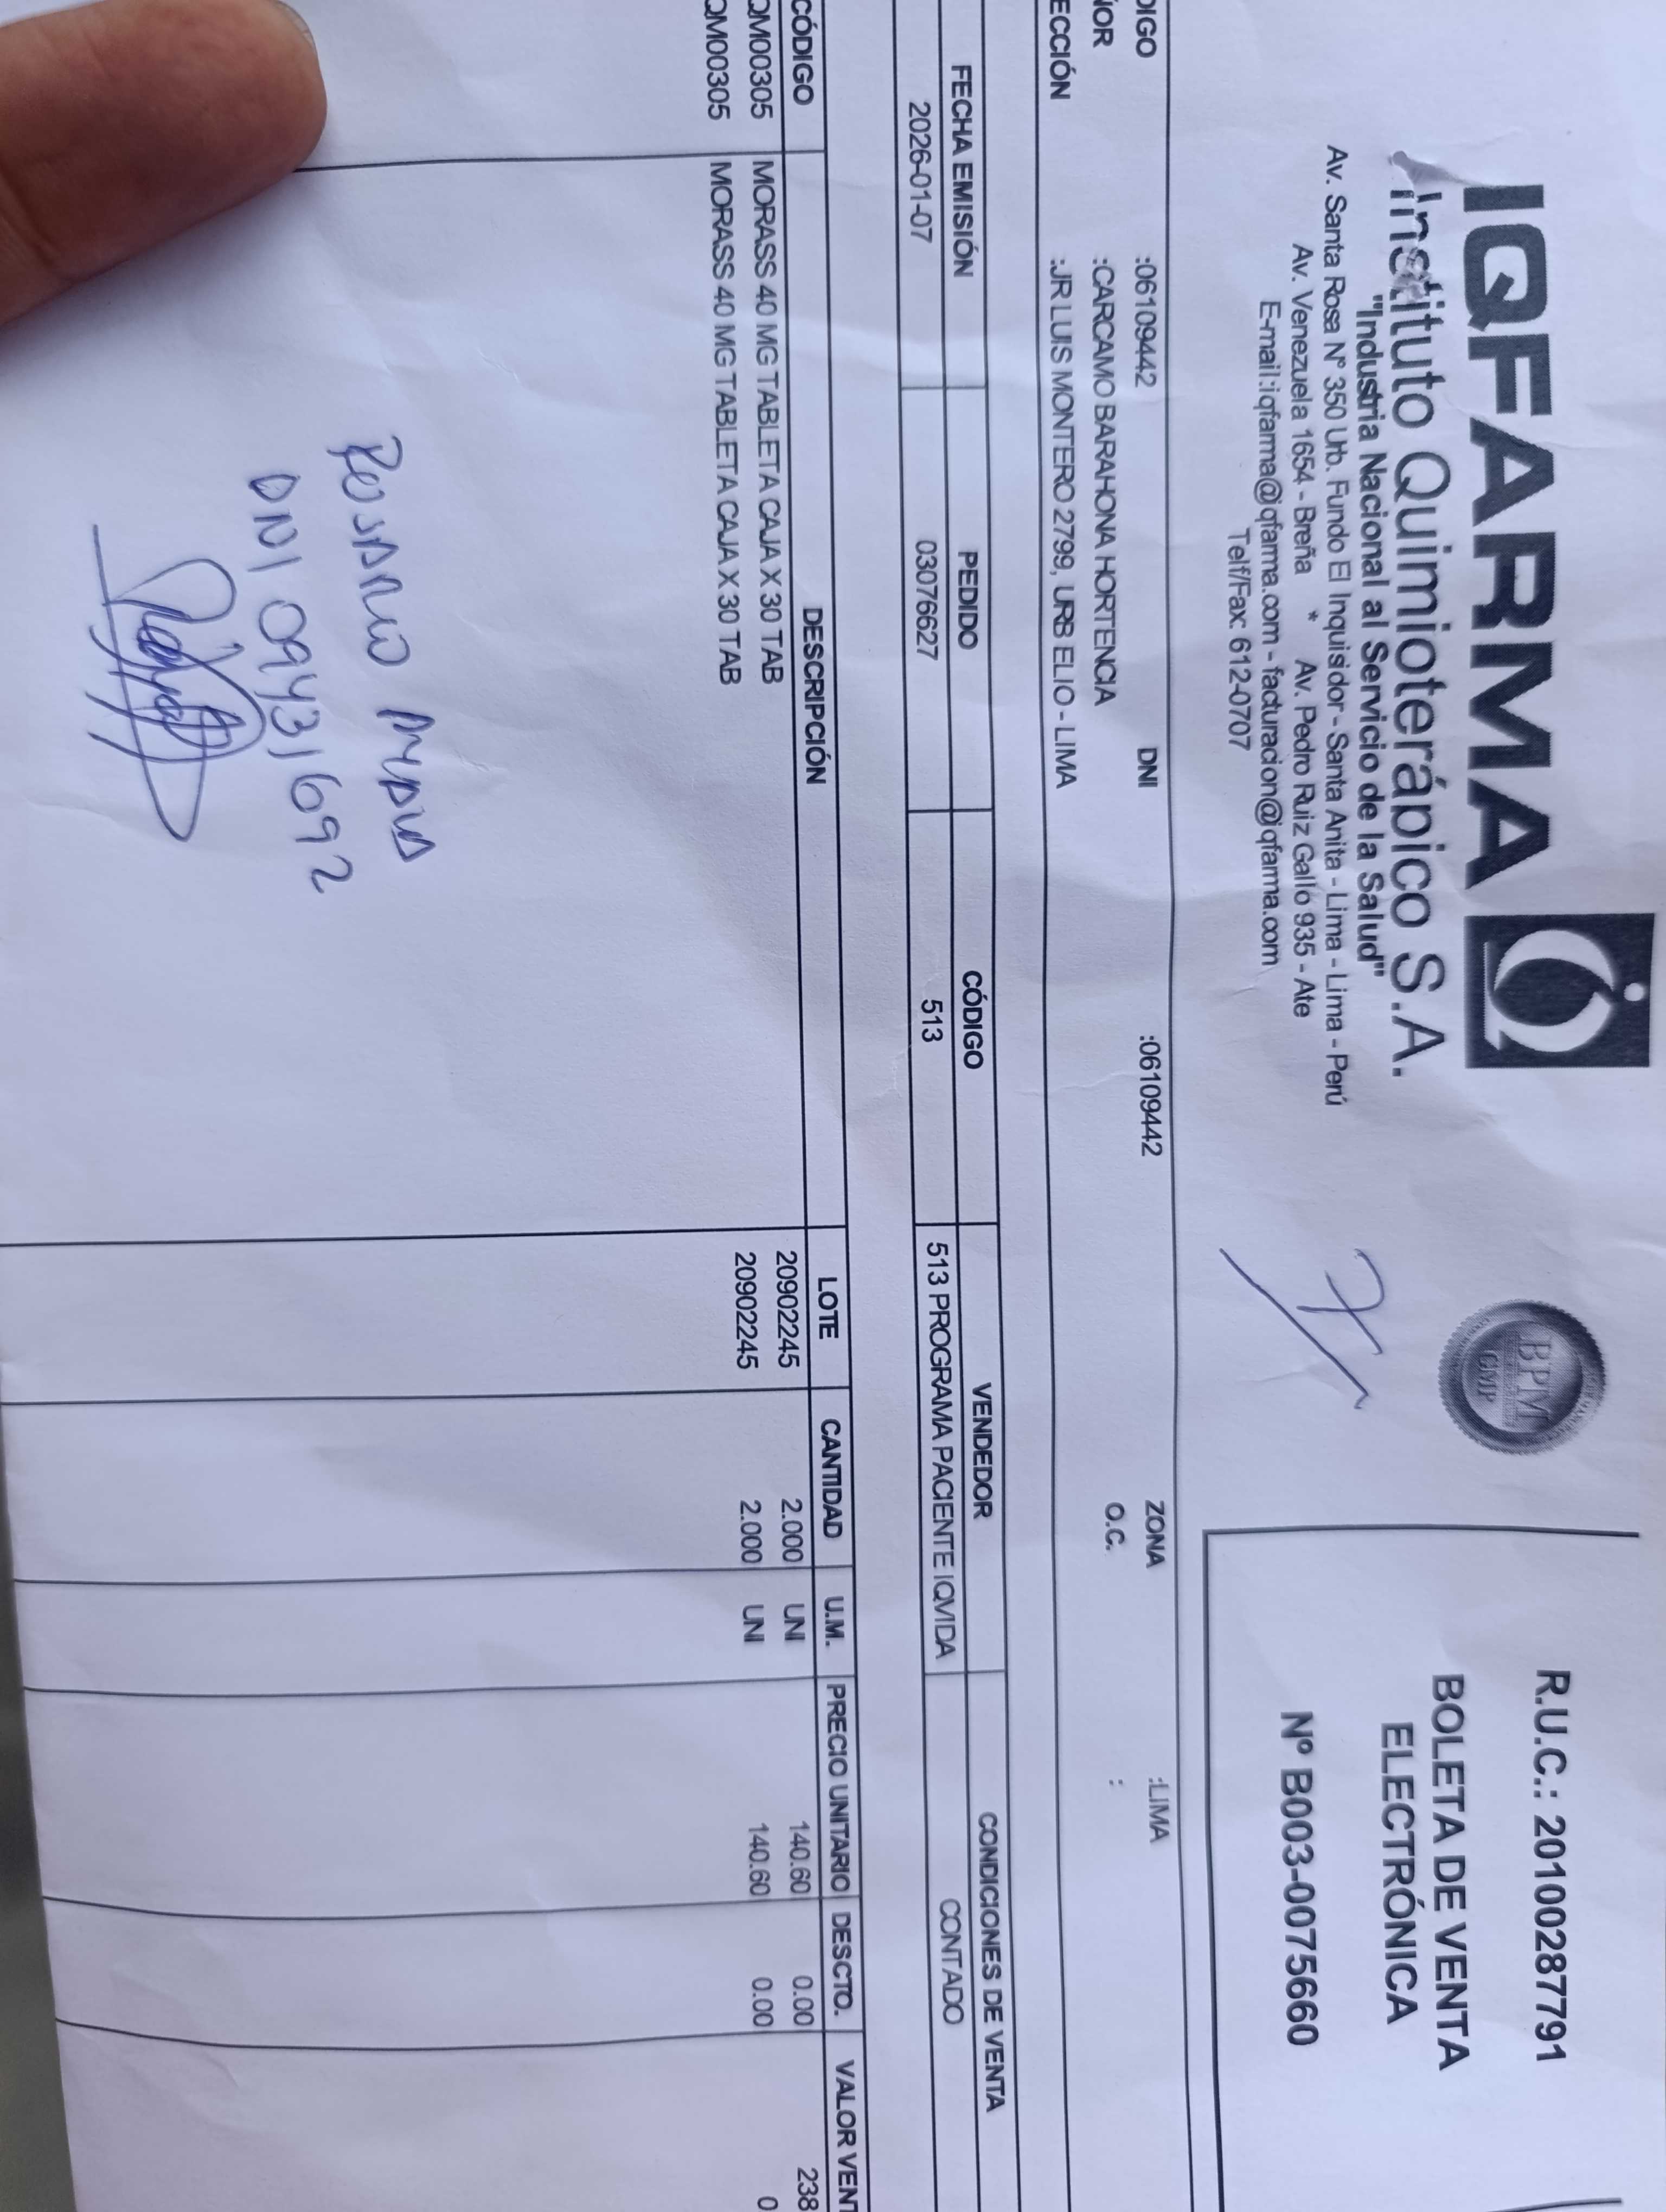 IQFARMA
Instituto Quimioterápico S.A.
"Industria Nacional al Servicio de la Salud"
Av. Santa Rosa Nº 350 Urb. Fundo El Inquisidor - Santa Anita - Lima - Lima - Perú
Av. Venezuela 1654 - Breña * Av. Pedro Ruiz Gallo 935 - Ate
E-mail:iqfarma@iqfarma.com - facturacion@iqfarma.com
Telf/Fax: 612-0707
BPM
GMP
R.U.C.: 20100287791
BOLETA DE VENTA
ELECTRÓNICA
Nº B003-0075660
DIGO :06109442 DNI :06109442 ZONA :LIMA
ÑOR :CARCAMO BARAHONA HORTENCIA O.C. :
ECCIÓN :JR LUIS MONTERO 2799, URB ELIO - LIMA
FECHA EMISIÓN PEDIDO CÓDIGO VENDEDOR CONDICIONES DE VENTA
2026-01-07 03076627 513 513 PROGRAMA PACIENTE IQVIDA CONTADO
CÓDIGO DESCRIPCIÓN LOTE CANTIDAD U.M. PRECIO UNITARIO DESCTO. VALOR VENT
QM00305 MORASS 40 MG TABLETA CAJA X 30 TAB 20902245 2.000 UNI 140.60 0.00 238
QM00305 MORASS 40 MG TABLETA CAJA X 30 TAB 20902245 2.000 UNI 140.60 0.00 0
Rosario
DNI 09431692